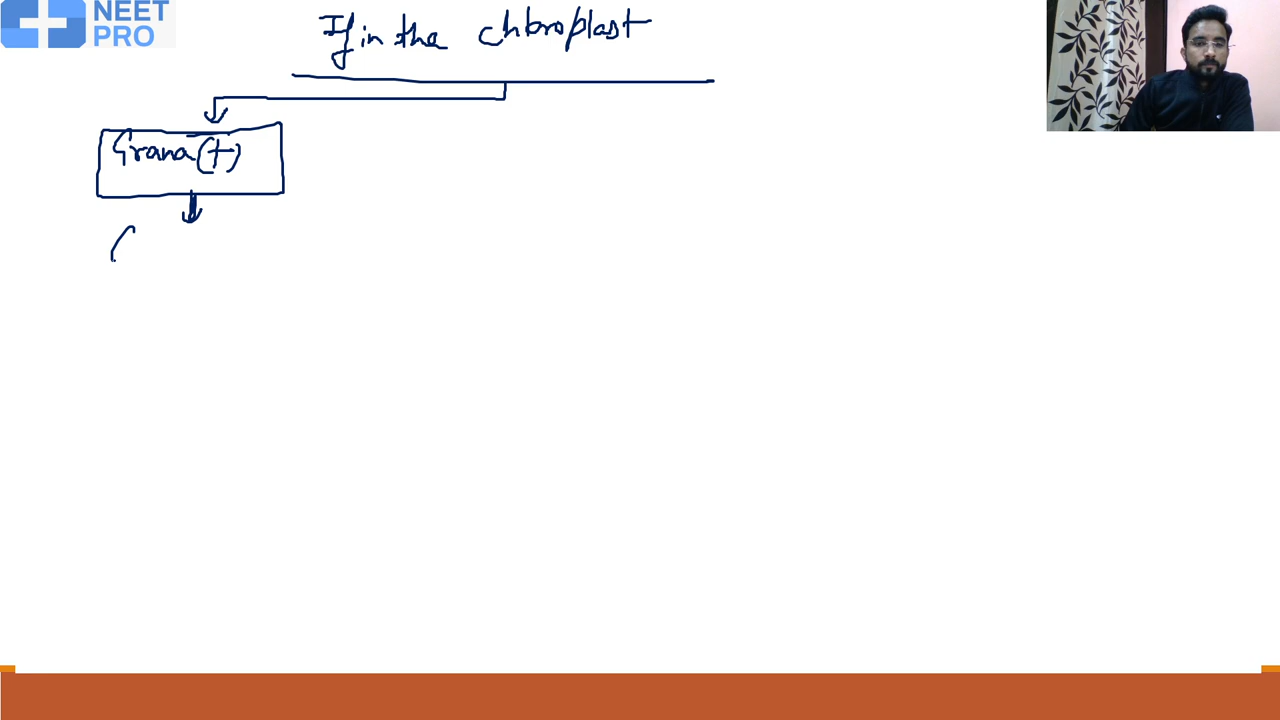 NEET
PRO
If in the chloroplast
Grana (+)
(